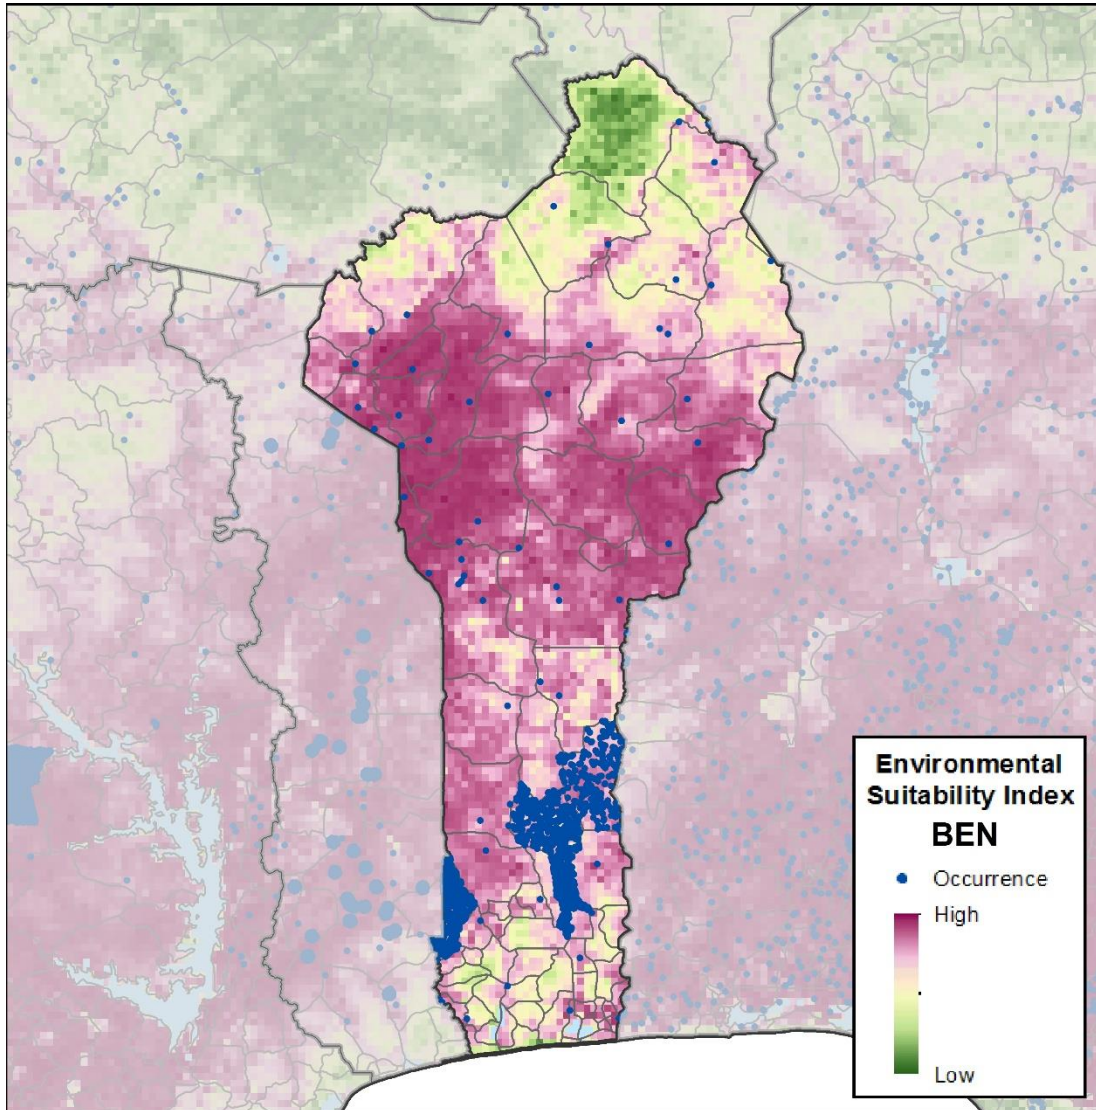 Environmental
Suitability Index
BEN
Occurrence
High
Low